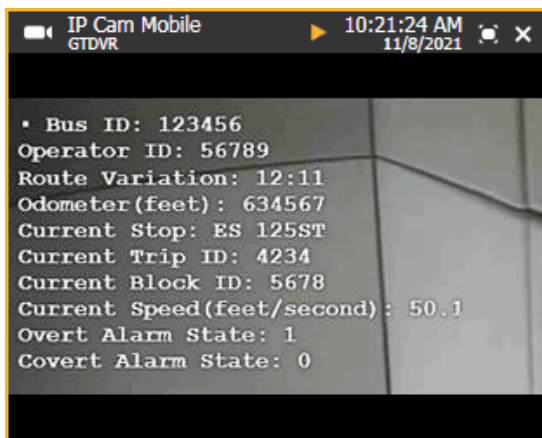 IP Cam Mobile
GTDVR
10:21:24 AM
11/8/2021
• Bus ID: 123456
Operator ID: 56789
Route Variation: 12:11
Odometer(feet): 634567
Current Stop: ES 125ST
Current Trip ID: 4234
Current Block ID: 5678
Current Speed(feet/second): 50.1
Overt Alarm State: 1
Covert Alarm State: 0